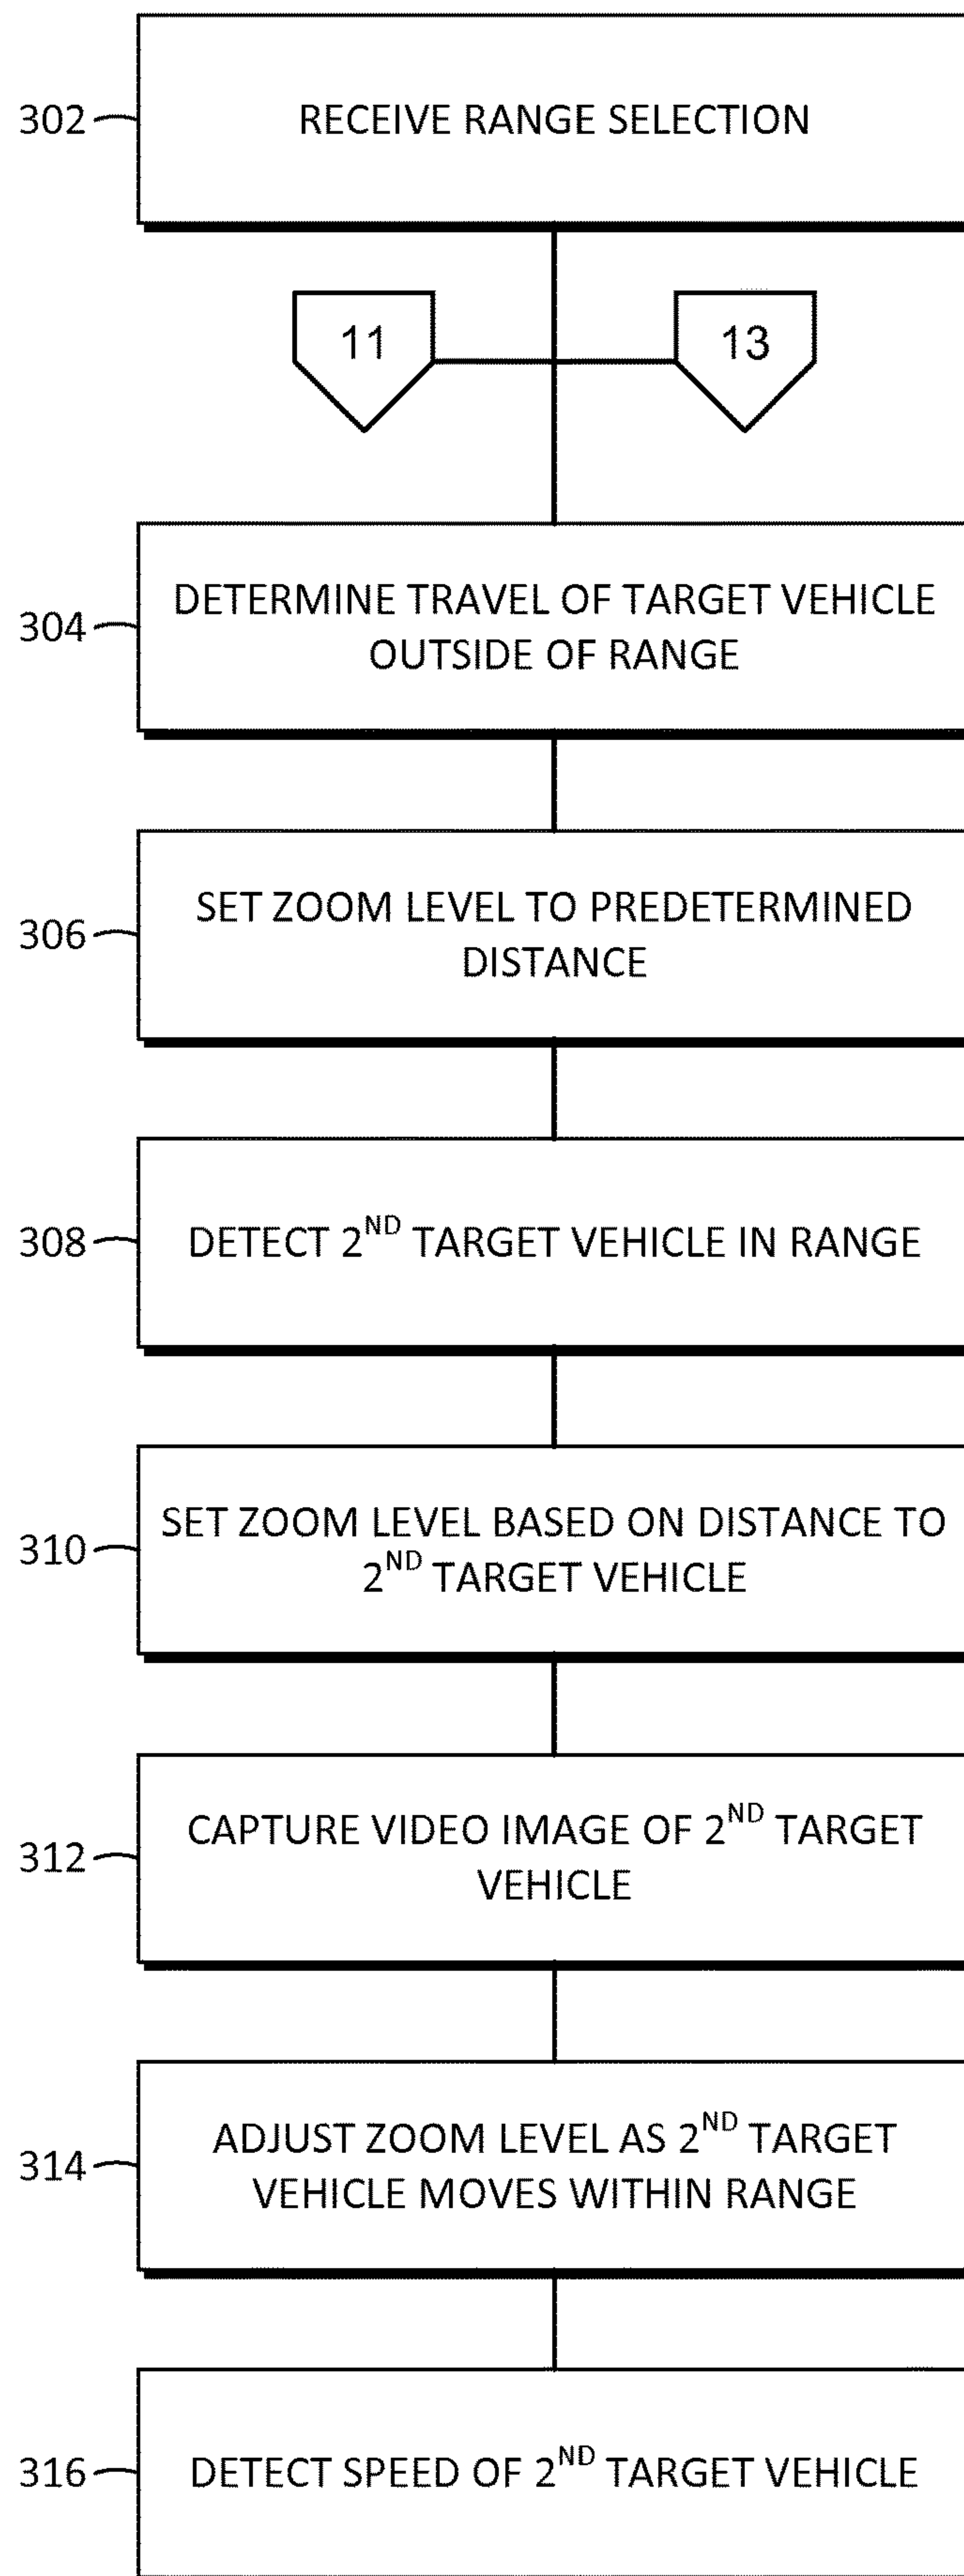 302
RECEIVE RANGE SELECTION
11
13
304
DETERMINE TRAVEL OF TARGET VEHICLE
OUTSIDE OF RANGE
306
SET ZOOM LEVEL TO PREDETERMINED
DISTANCE
308
DETECT 2ND TARGET VEHICLE IN RANGE
310
SET ZOOM LEVEL BASED ON DISTANCE TO
2ND TARGET VEHICLE
312
CAPTURE VIDEO IMAGE OF 2ND TARGET
VEHICLE
314
ADJUST ZOOM LEVEL AS 2ND TARGET
VEHICLE MOVES WITHIN RANGE
316
DETECT SPEED OF 2ND TARGET VEHICLE